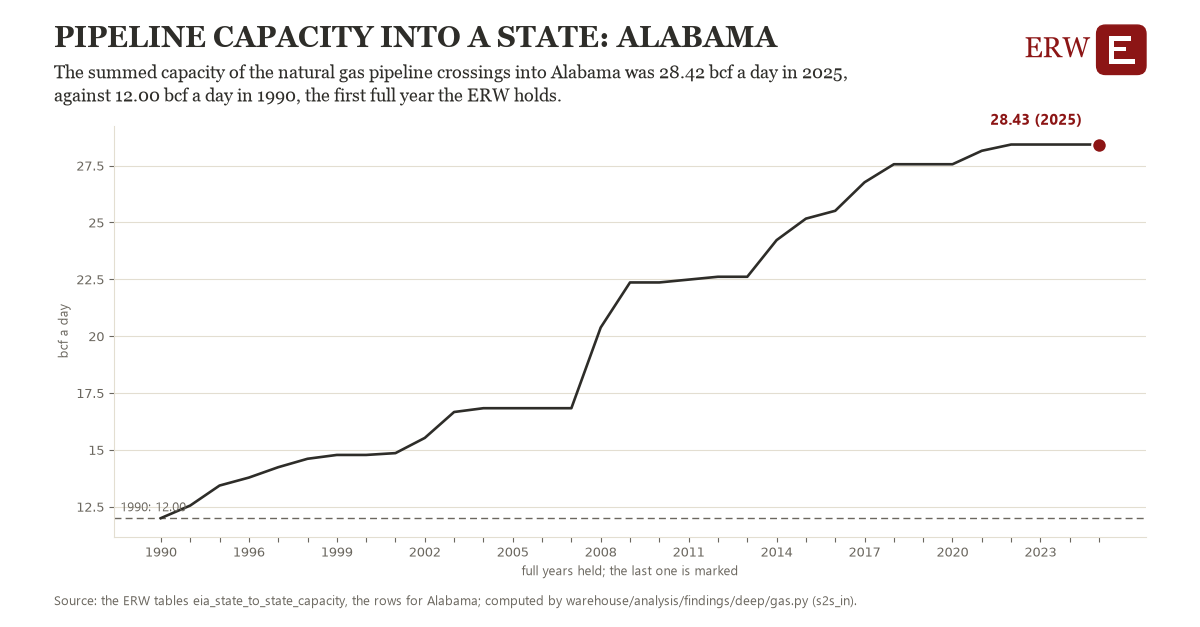 PIPELINE CAPACITY INTO A STATE: ALABAMA
ERW E
The summed capacity of the natural gas pipeline crossings into Alabama was 28.42 bcf a day in 2025,
against 12.00 bcf a day in 1990, the first full year the ERW holds.
28.43 (2025)
27.5
25
22.5
20
17.5
15
12.5
bcf a day
1990: 12.00
1990 1996 1999 2002 2005 2008 2011 2014 2017 2020 2023
full years held; the last one is marked
Source: the ERW tables eia_state_to_state_capacity, the rows for Alabama; computed by warehouse/analysis/findings/deep/gas.py (s2s_in).